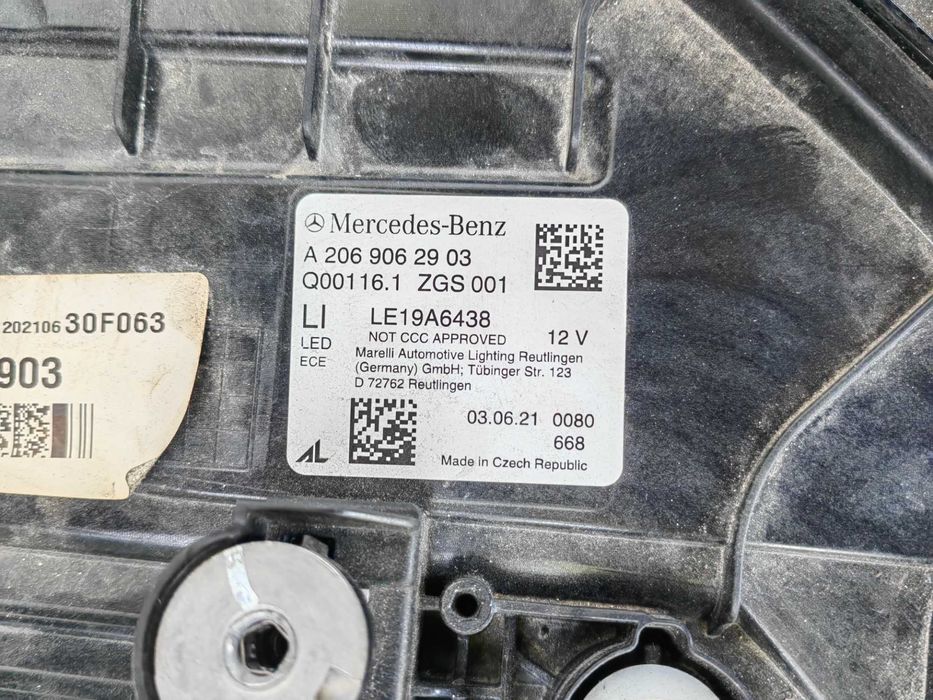 Mercedes-Benz
A 206 906 29 03
Q00116.1 ZGS 001
LI LE19A6438
LED NOT CCC APPROVED 12 V
ECE Marelli Automotive Lighting Reutlingen
(Germany) GmbH; Tübinger Str. 123
D 72762 Reutlingen
03.06.21 0080
668
AL Made in Czech Republic
202106 30F063
903